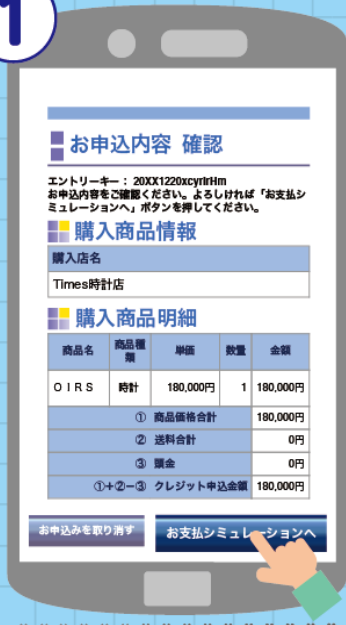 1
お申込内容 確認
エントリーキー： 20XX1220xcyrlrHm
お申込内容をご確認ください。よろしければ「お支払シ
ミュレーションへ」ボタンを押してください。
購入商品情報
購入店名
Times時計店
購入商品明細
商品名 商品種類 単価 数量 金額
OIRS 時計 180,000円 1 180,000円
① 商品価格合計 180,000円
② 送料合計 0円
③ 頭金 0円
①+②-③ クレジット申込金額 180,000円
お申込みを取り消す お支払シミュレーションへ